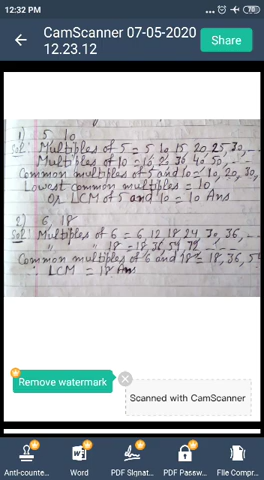 12:32 PM
CamScanner 07-05-2020
12.23.12
Share
1) 5 10
Sol: Multiples of 5 = 5 10 15, 20 25 30,
Multiples of 10 = 10, 20, 30, 40, 50,
Common multiples of 5 and 10 = 10, 20, 30,
Lowest common multiples = 10
Or LCM of 5 and 10 = 10 Ans
2) 6, 18
Sol: Multiples of 6 = 6, 12, 18 24, 30, 36,
" " 18 = 18, 36, 54, 72
Common multiples of 6 and 18 = 18, 36, 54
∴ LCM = 18 Ans
Remove watermark
Scanned with CamScanner
Anti-counte... Word PDF Signat... PDF Passw... File Compr...